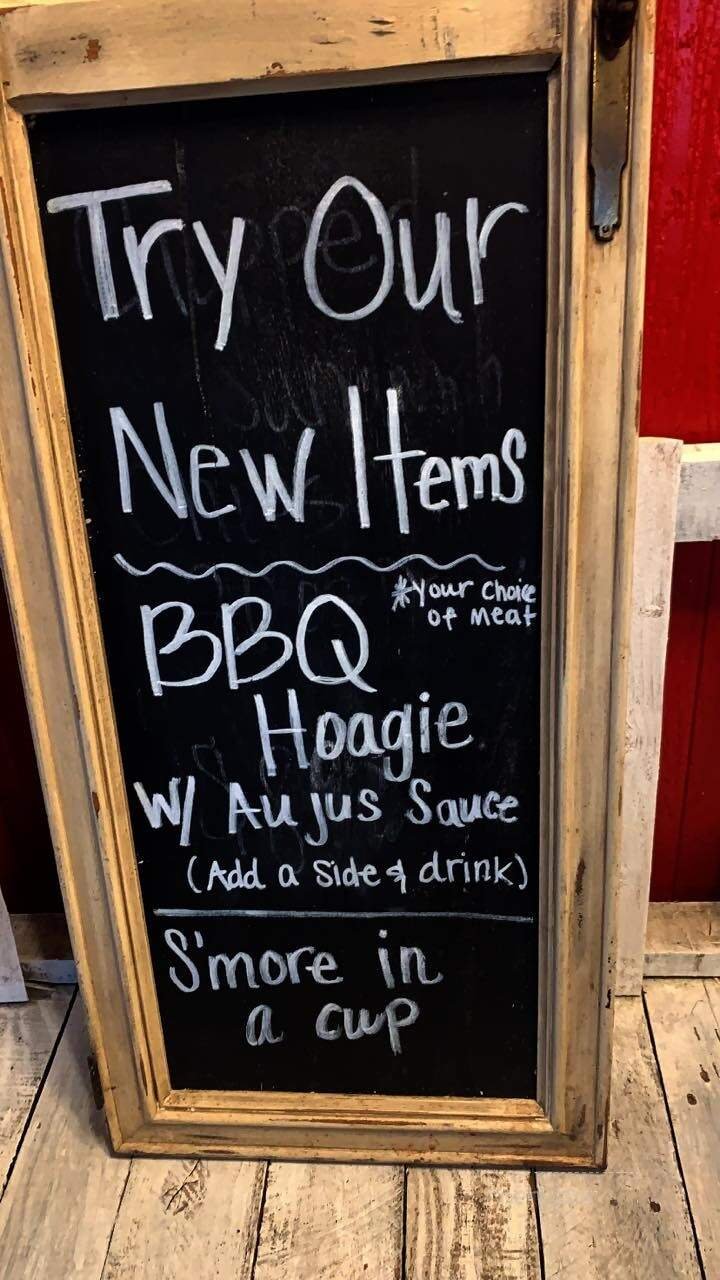 Try Our
New Items
BBQ
*Your choice
of meat
Hoagie
W/ Au jus Sauce
(Add a side & drink)
S'more in
a cup